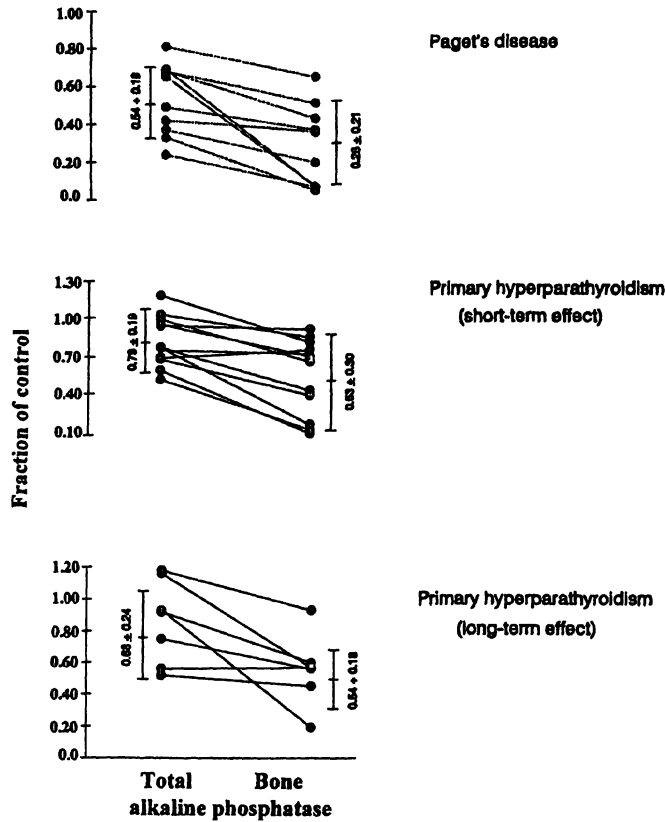 1.00
Paget's disease
0.80
0.60
0.40
0.20
0.0
0.54 + 0.18
0.28 ± 0.21
1.30
Primary hyperparathyroidism
(short-term effect)
1.00
0.70
0.40
0.10
0.79 ± 0.19
0.53 ± 0.30
Fraction of control
1.20
Primary hyperparathyroidism
(long-term effect)
1.00
0.80
0.60
0.40
0.20
0.0
0.68 ± 0.24
0.54 + 0.18
Total Bone
alkaline phosphatase